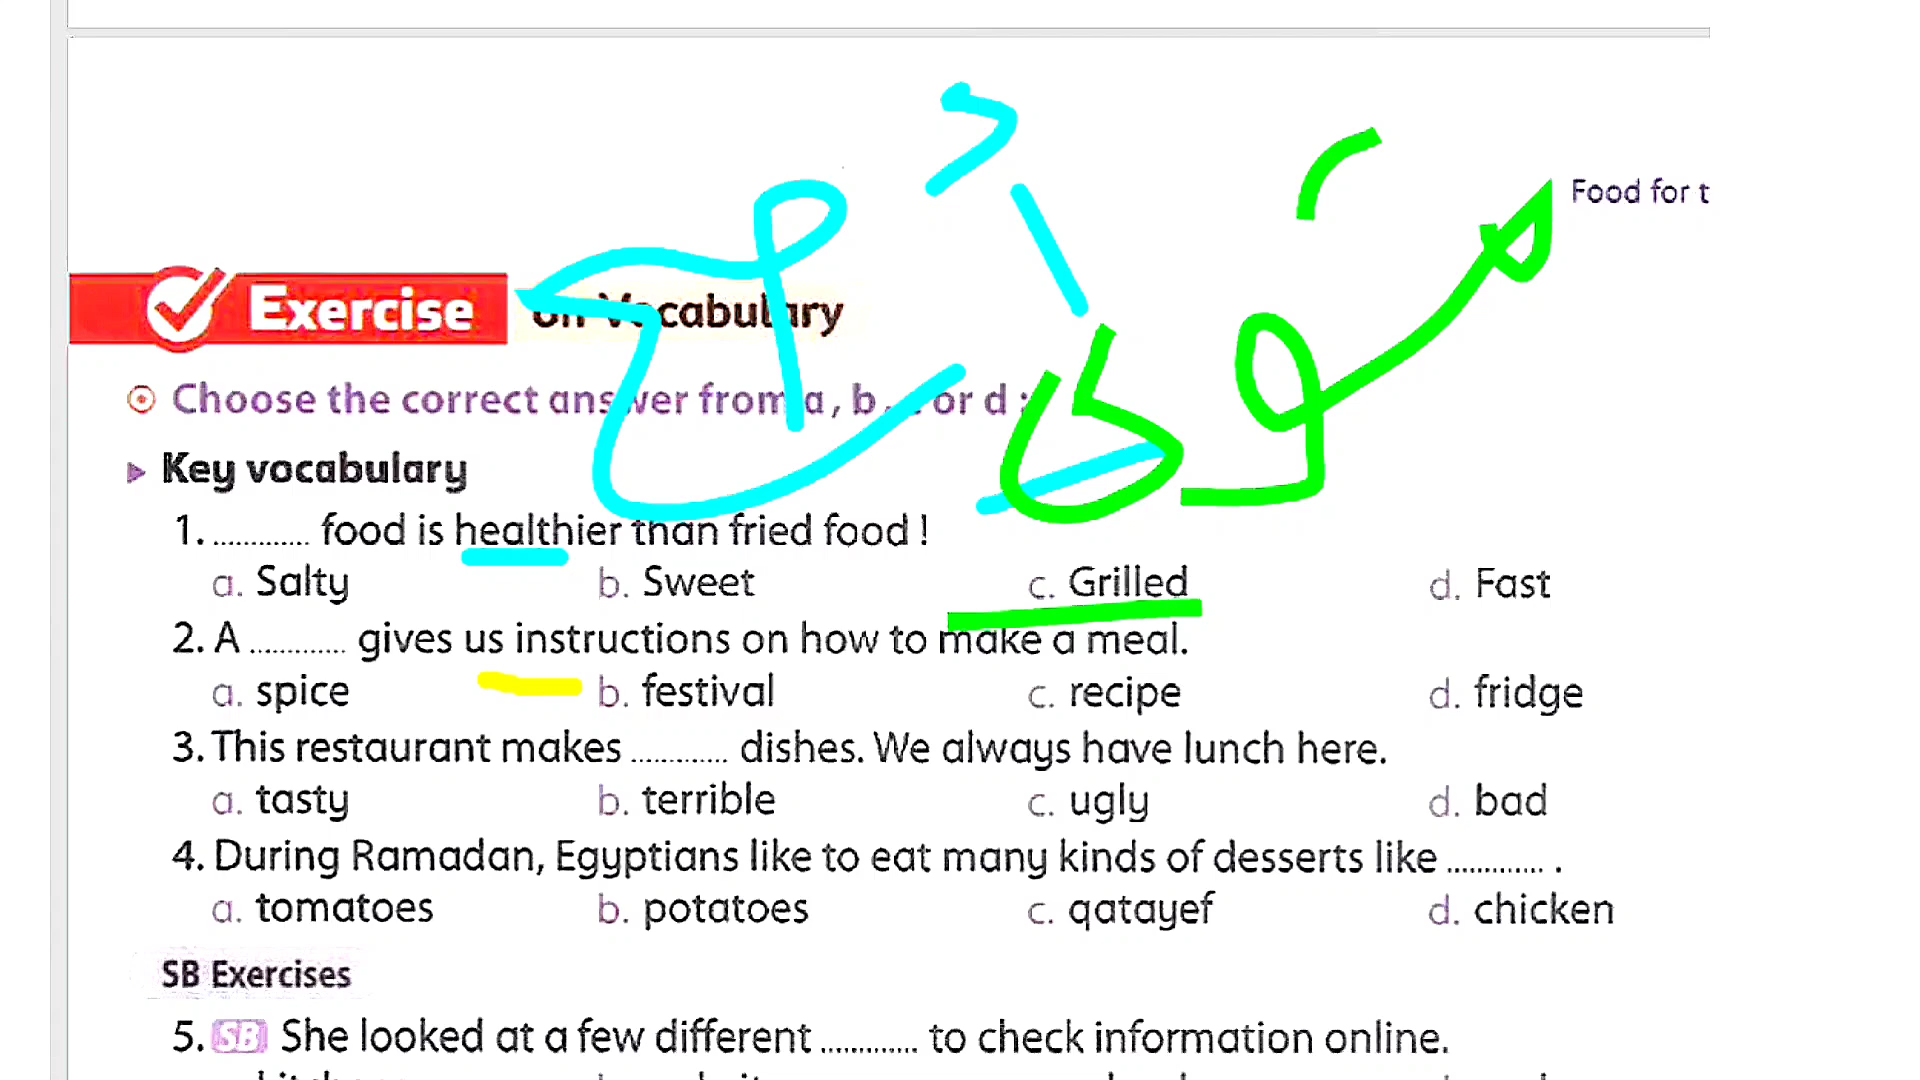 Food for t
Exercise on Vocabulary
Choose the correct answer from a, b, c or d :
Key vocabulary
1. ............ food is healthier than fried food !
a. Salty b. Sweet c. Grilled d. Fast
2. A ............ gives us instructions on how to make a meal.
a. spice b. festival c. recipe d. fridge
3. This restaurant makes ............ dishes. We always have lunch here.
a. tasty b. terrible c. ugly d. bad
4. During Ramadan, Egyptians like to eat many kinds of desserts like ............ .
a. tomatoes b. potatoes c. qatayef d. chicken
SB Exercises
5. SB She looked at a few different ............ to check information online.